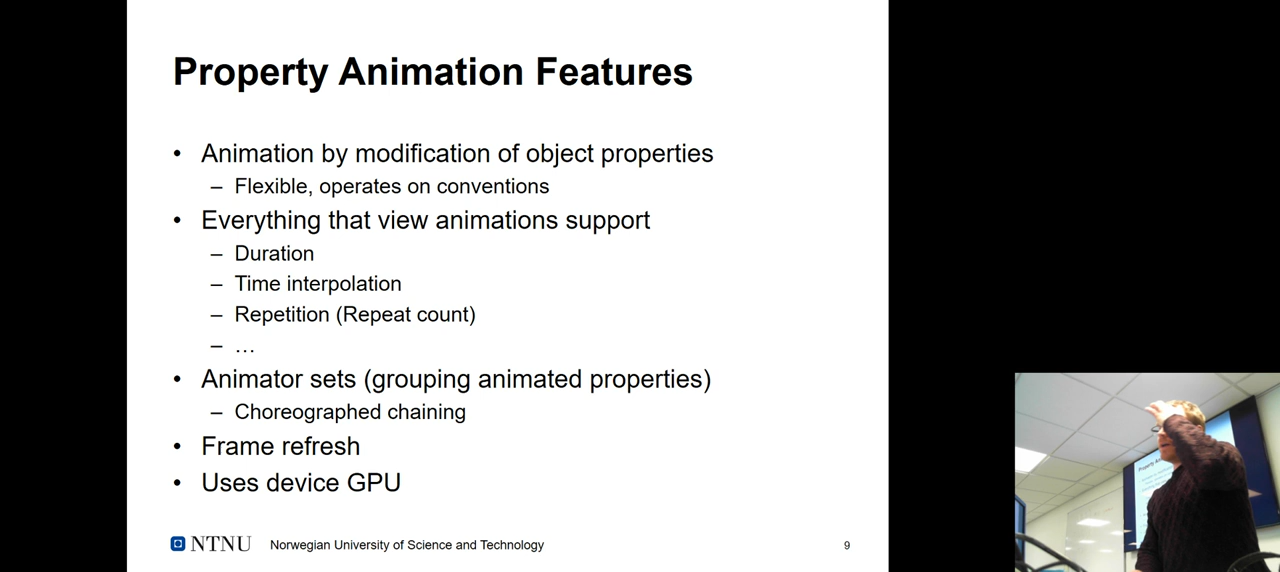 Property Animation Features
• Animation by modification of object properties
– Flexible, operates on conventions
• Everything that view animations support
– Duration
– Time interpolation
– Repetition (Repeat count)
– …
• Animator sets (grouping animated properties)
– Choreographed chaining
• Frame refresh
• Uses device GPU
NTNU Norwegian University of Science and Technology 9